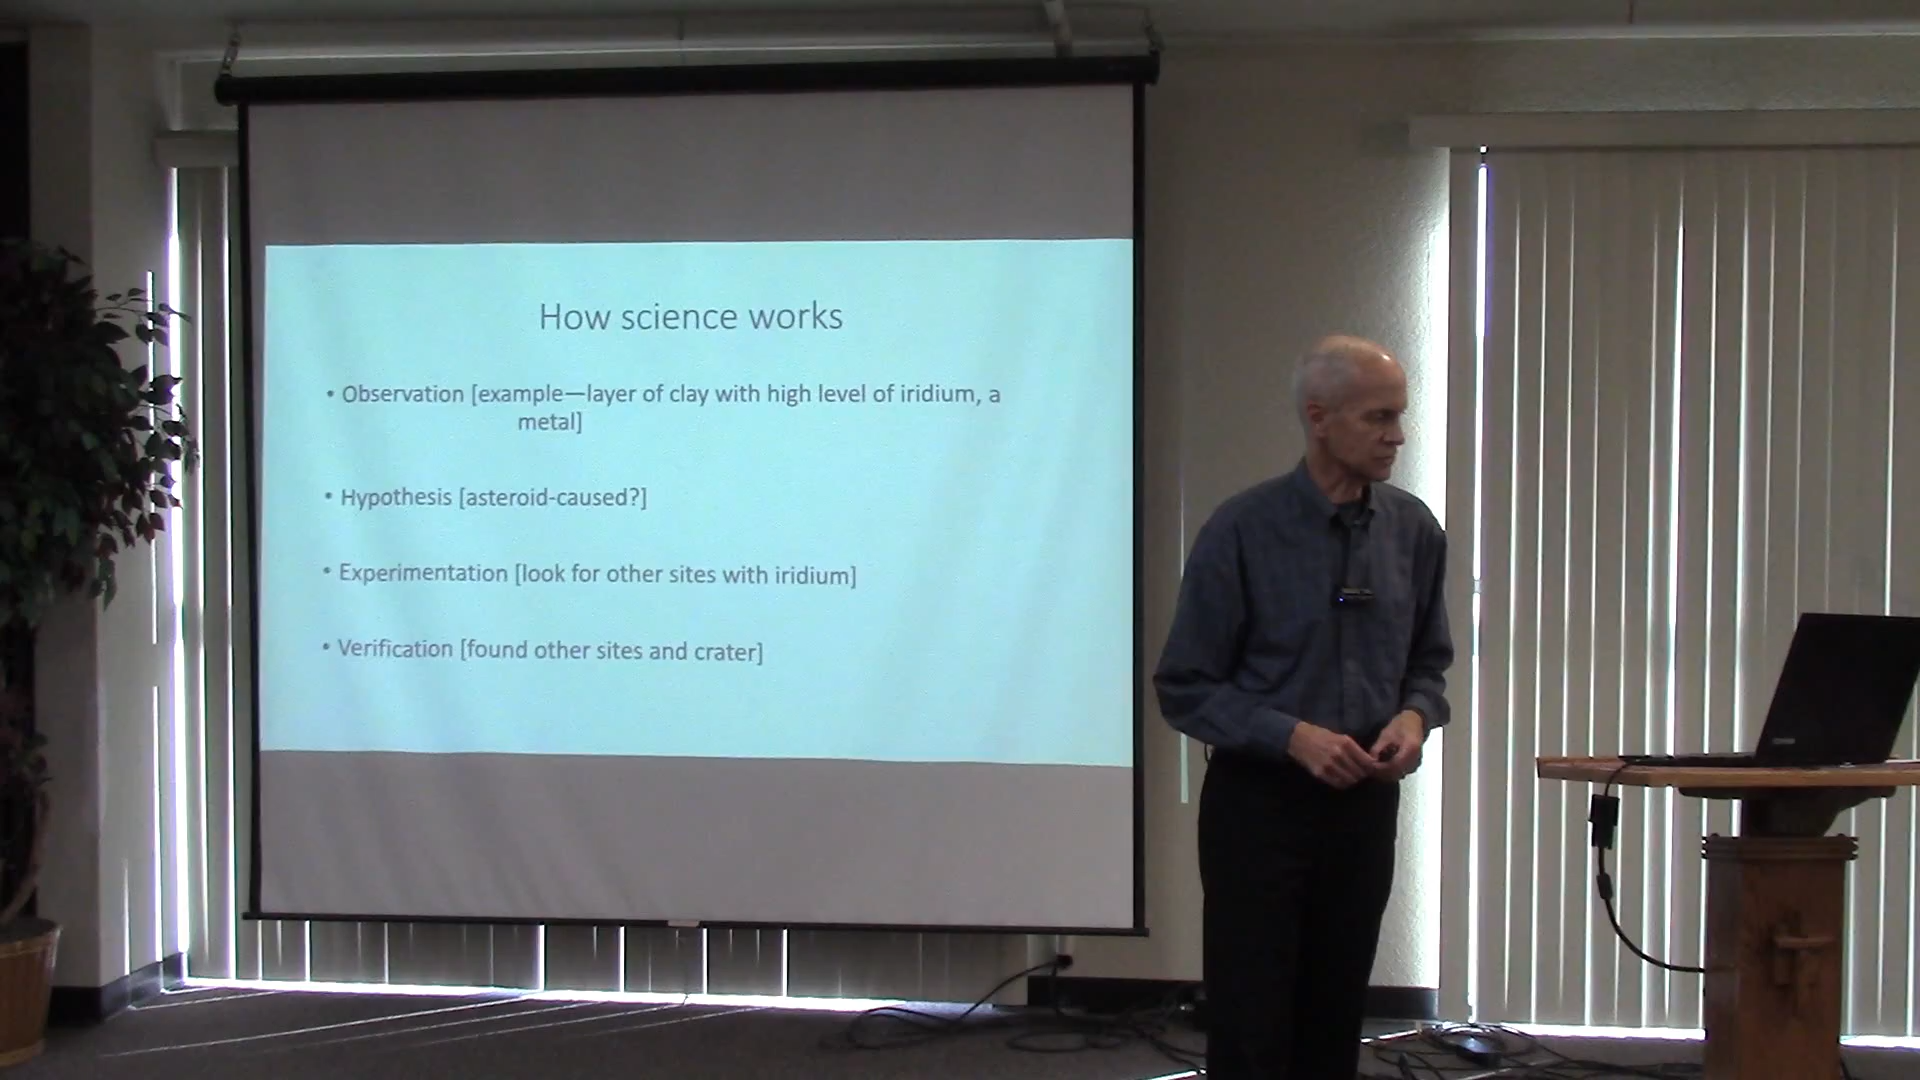 How science works
• Observation [example—layer of clay with high level of iridium, a
metal]
• Hypothesis [asteroid-caused?]
• Experimentation [look for other sites with iridium]
• Verification [found other sites and crater]